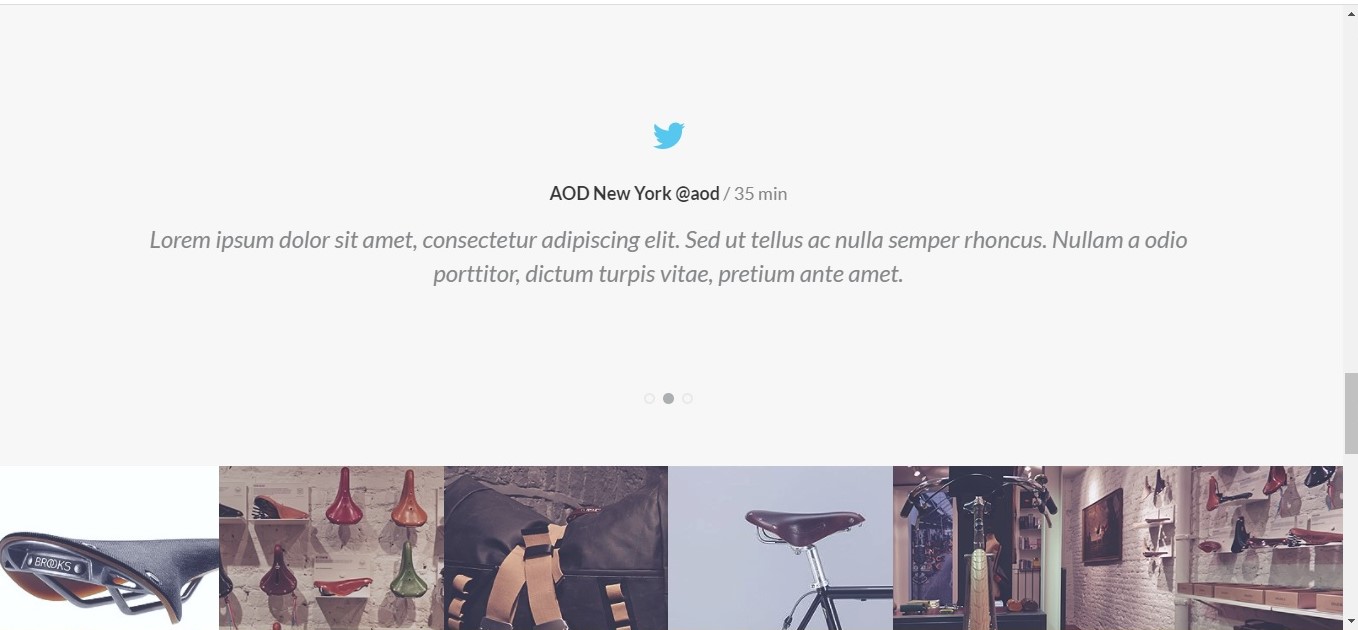 AOD New York @aod / 35 min
Lorem ipsum dolor sit amet, consectetur adipiscing elit. Sed ut tellus ac nulla semper rhoncus. Nullam a odio
porttitor, dictum turpis vitae, pretium ante amet.
BROOKS